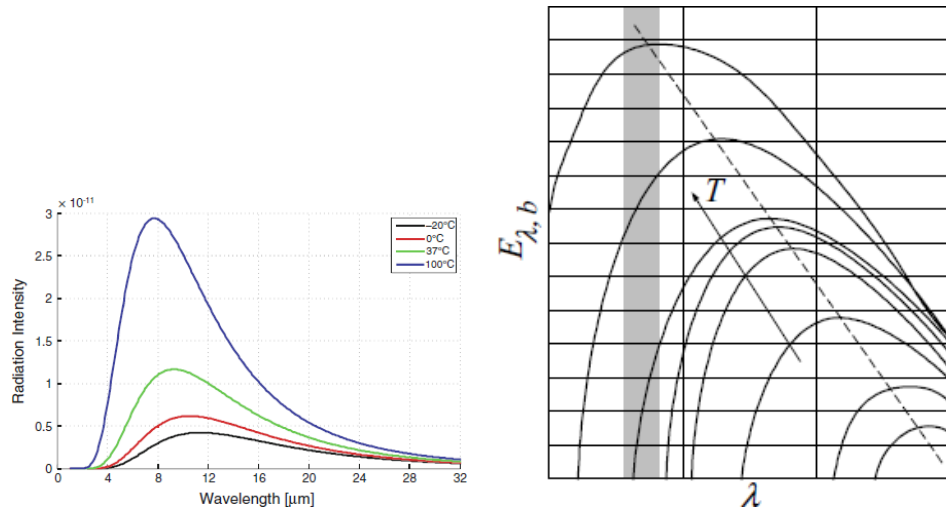 × 10⁻¹¹
3
2.5
2
1.5
1
0.5
0
Radiation Intensity
0 4 8 12 16 20 24 28 32
Wavelength [μm]
−20°C
0°C
37°C
100°C
E λ, b
T
λ